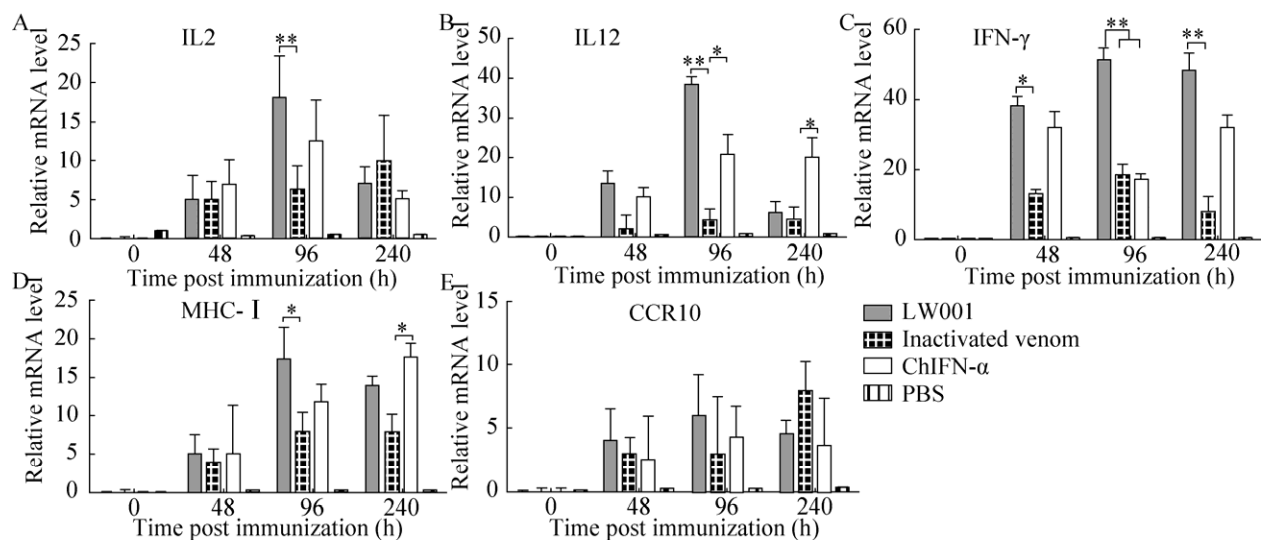 A
IL2
Relative mRNA level
25
20
15
10
5
0
**
0 48 96 240
Time post immunization (h)
B
IL12
Relative mRNA level
50
40
30
20
10
0
** * *
0 48 96 240
Time post immunization (h)
C
IFN-γ
Relative mRNA level
60
40
20
0
* ** **
0 48 96 240
Time post immunization (h)
D
MHC-Ⅰ
Relative mRNA level
25
20
15
10
5
0
* *
0 48 96 240
Time post immunization (h)
E
CCR10
Relative mRNA level
15
10
5
0
0 48 96 240
Time post immunization (h)
LW001
Inactivated venom
ChIFN-α
PBS